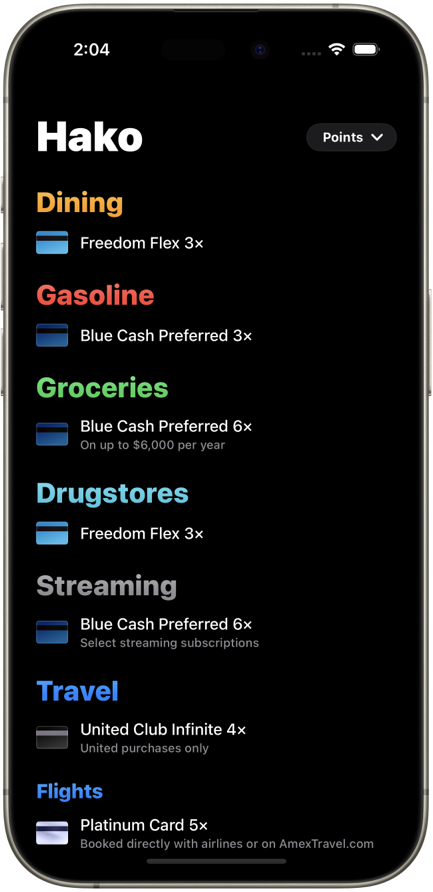 2:04
Hako
Points
Dining
Freedom Flex 3×
Gasoline
Blue Cash Preferred 3×
Groceries
Blue Cash Preferred 6×
On up to $6,000 per year
Drugstores
Freedom Flex 3×
Streaming
Blue Cash Preferred 6×
Select streaming subscriptions
Travel
United Club Infinite 4×
United purchases only
Flights
Platinum Card 5×
Booked directly with airlines or on AmexTravel.com